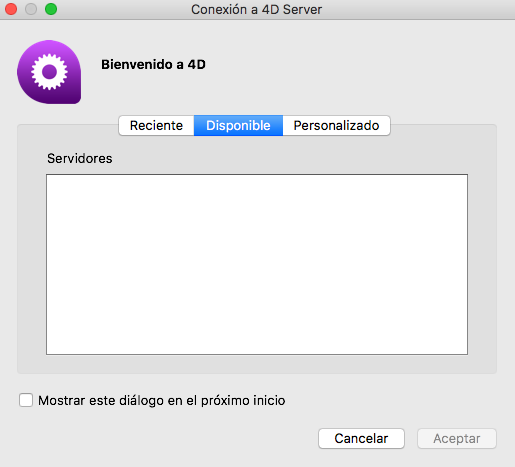 Conexión a 4D Server
Bienvenido a 4D
Reciente Disponible Personalizado
Servidores
Mostrar este diálogo en el próximo inicio
Cancelar Aceptar